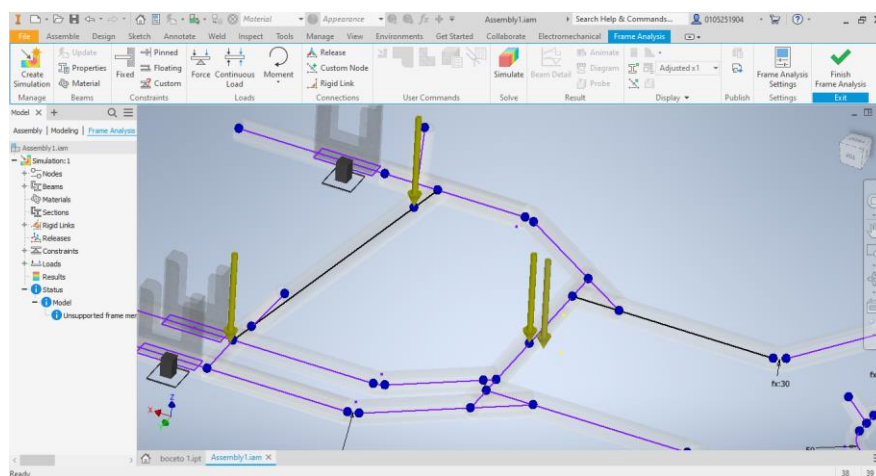 Material Appearance fx Assembly1.iam Search Help & Commands... 0105251904
File Assemble Design Sketch Annotate Weld Inspect Tools Manage View Environments Get Started Collaborate Electromechanical Frame Analysis
Create Simulation
Update
Properties
Material
Fixed
Pinned
Floating
Custom
Force
Continuous Load
Moment
Release
Custom Node
Rigid Link
Simulate
Beam Detail
Animate
Diagram
Probe
Adjusted x1
Frame Analysis Settings
Finish Frame Analysis
Manage Beams Constraints Loads Connections User Commands Solve Result Display Publish Settings Exit
Model X +
Assembly | Modeling | Frame Analysis
Assembly1.iam
Simulation:1
Nodes
Beams
Materials
Sections
Rigid Links
Releases
Constraints
Loads
Results
Status
Model
Unsupported frame mer
X
Y
Z
fx:30
fx
boceto 1.ipt Assembly1.iam X
Ready
38 39